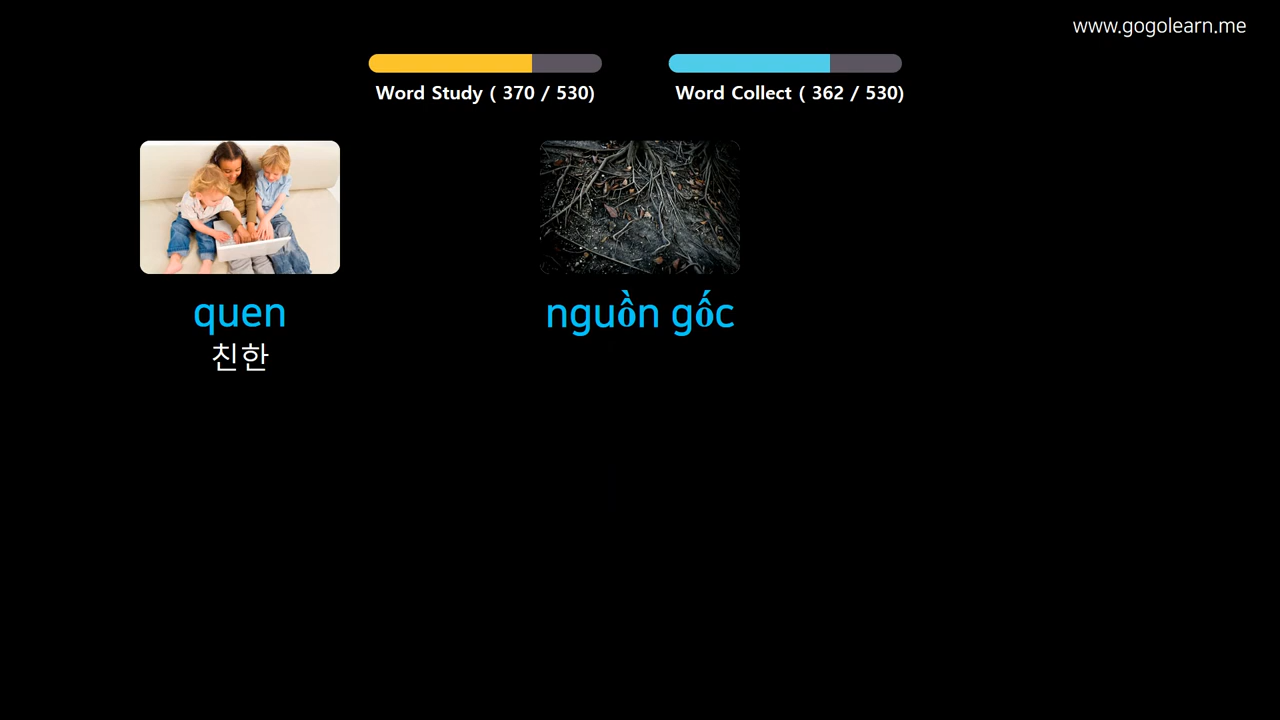 www.gogolearn.me
Word Study ( 370 / 530)
Word Collect ( 362 / 530)
quen
친한
nguồn gốc